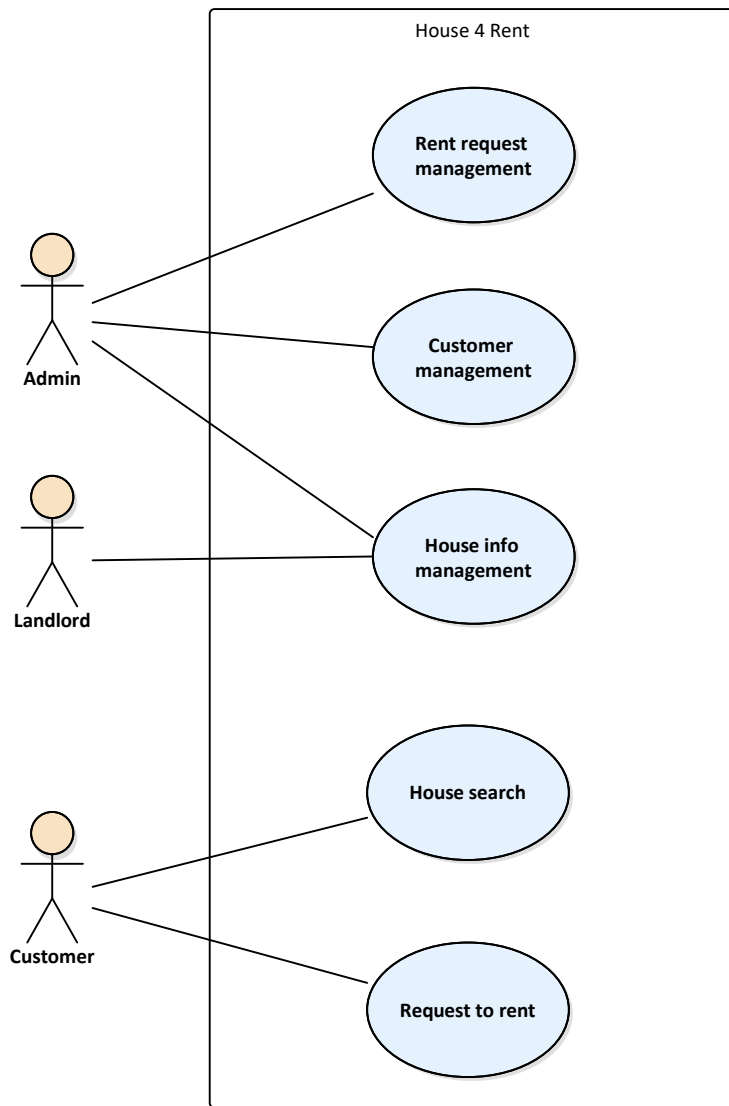 House 4 Rent
Rent request
management
Customer
management
Admin
House info
management
Landlord
House search
Customer
Request to rent